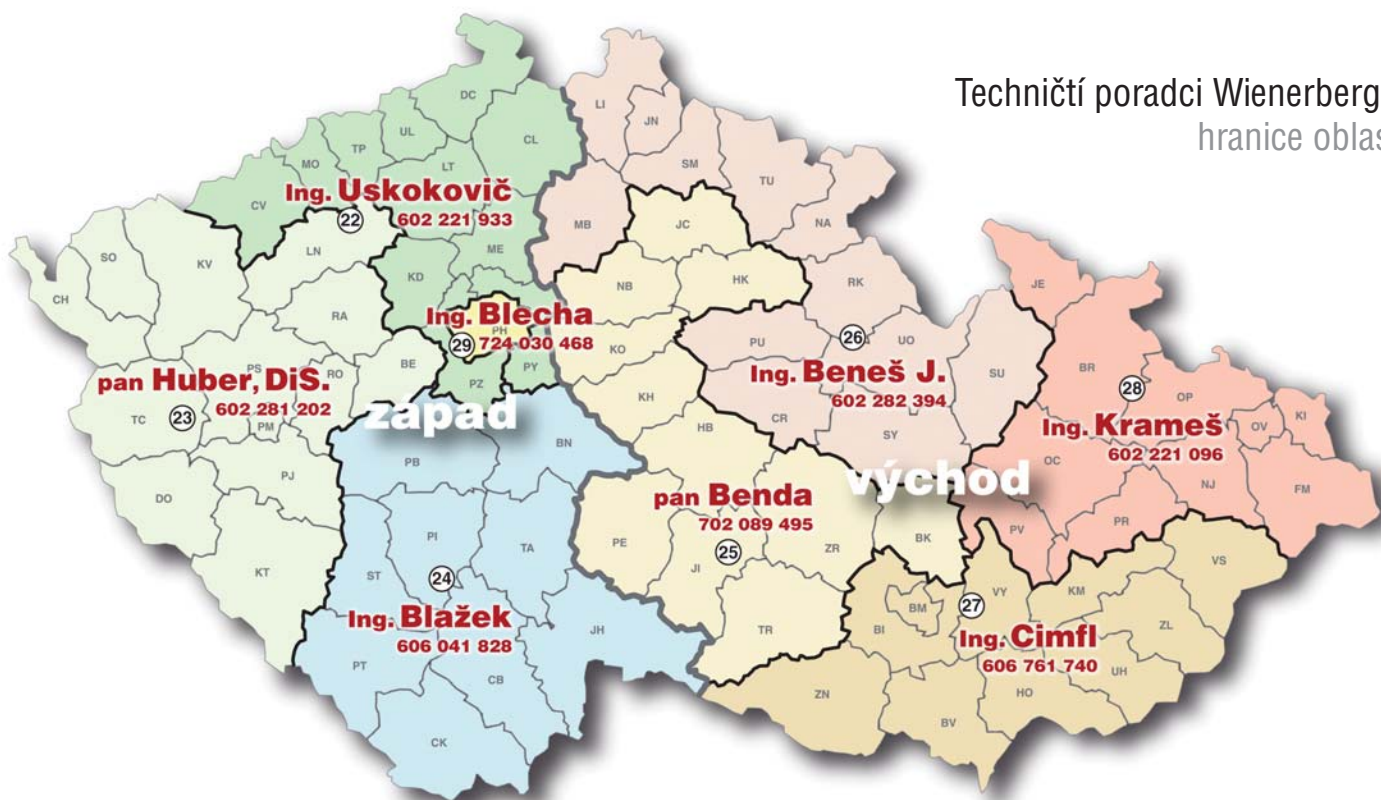 Techničtí poradci Wienerberg
hranice oblas
DC
LI
JN
UL
TP
CL
MO
LT
SM
TU
CV
Ing. Uskokovič
22
602 221 933
MB
NA
JC
LN
SO
KV
ME
KD
CH
NB
HK
RK
JE
RA
Ing. Blecha
PH
29
724 030 468
KO
PU
26
UO
SU
BR
28
OP
PS
RO
BE
PZ
PY
pan Huber, DiS.
602 281 202
TC
23
PM
západ
KH
Ing. Beneš J.
602 282 394
CR
SY
KI
OV
Ing. Krameš
602 221 096
OC
NJ
FM
HB
BN
PB
PJ
DO
východ
pan Benda
702 089 495
PE
JI
25
ZR
BK
PV
PR
PI
TA
KT
ST
24
VS
KM
VY
27
BM
BI
ZL
Ing. Blažek
606 041 828
JH
TR
Ing. Cimfl
606 761 740
PT
CB
UH
ZN
HO
BV
CK